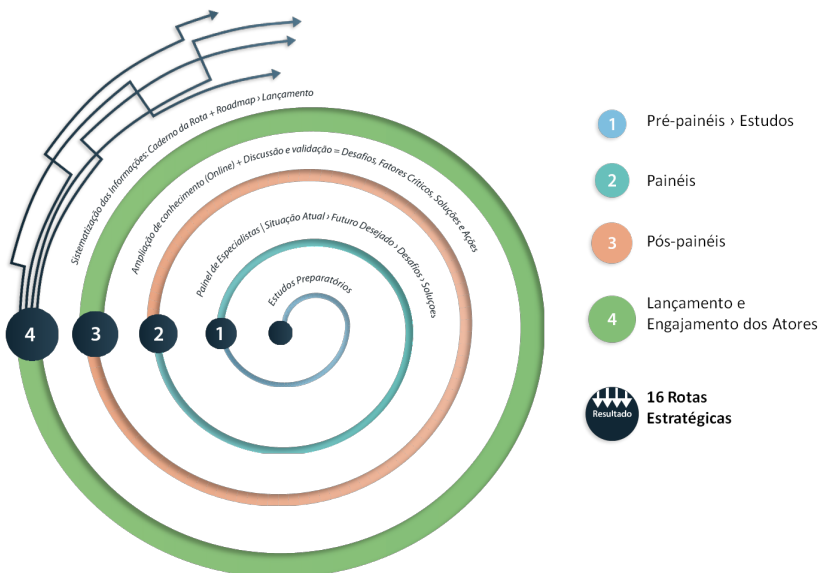 Sistematização das Informações: Caderno da Rota + Roadmap › Lançamento
Ampliação de conhecimento (Online) + Discussão e validação = Desafios, Fatores Críticos, Soluções e Ações
Painel de Especialistas | Situação Atual › Futuro Desejado › Desafios › Soluções
Estudos Preparatórios
4
3
2
1
1
Pré-painéis › Estudos
2
Painéis
3
Pós-painéis
4
Lançamento e
Engajamento dos Atores
Resultado
16 Rotas
Estratégicas